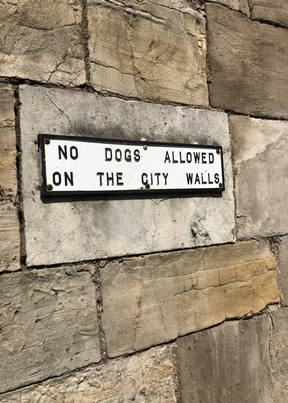 NO DOGS ALLOWED
ON THE CITY WALLS